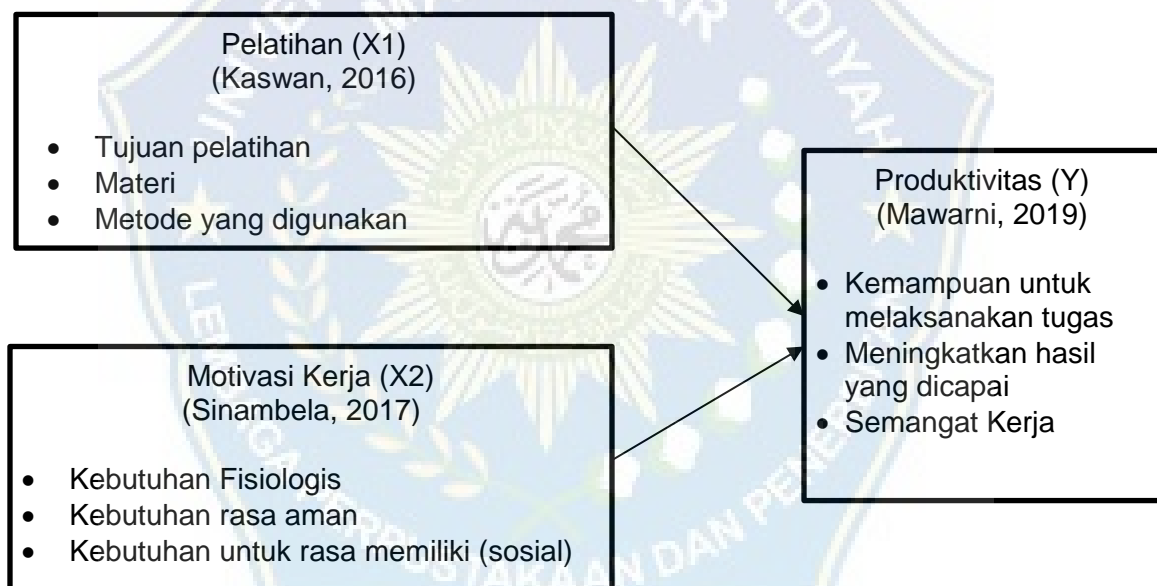 Pelatihan (X1)
(Kaswan, 2016)
• Tujuan pelatihan
• Materi
• Metode yang digunakan
Motivasi Kerja (X2)
(Sinambela, 2017)
• Kebutuhan Fisiologis
• Kebutuhan rasa aman
• Kebutuhan untuk rasa memiliki (sosial)
Produktivitas (Y)
(Mawarni, 2019)
• Kemampuan untuk
melaksanakan tugas
• Meningkatkan hasil
yang dicapai
• Semangat Kerja